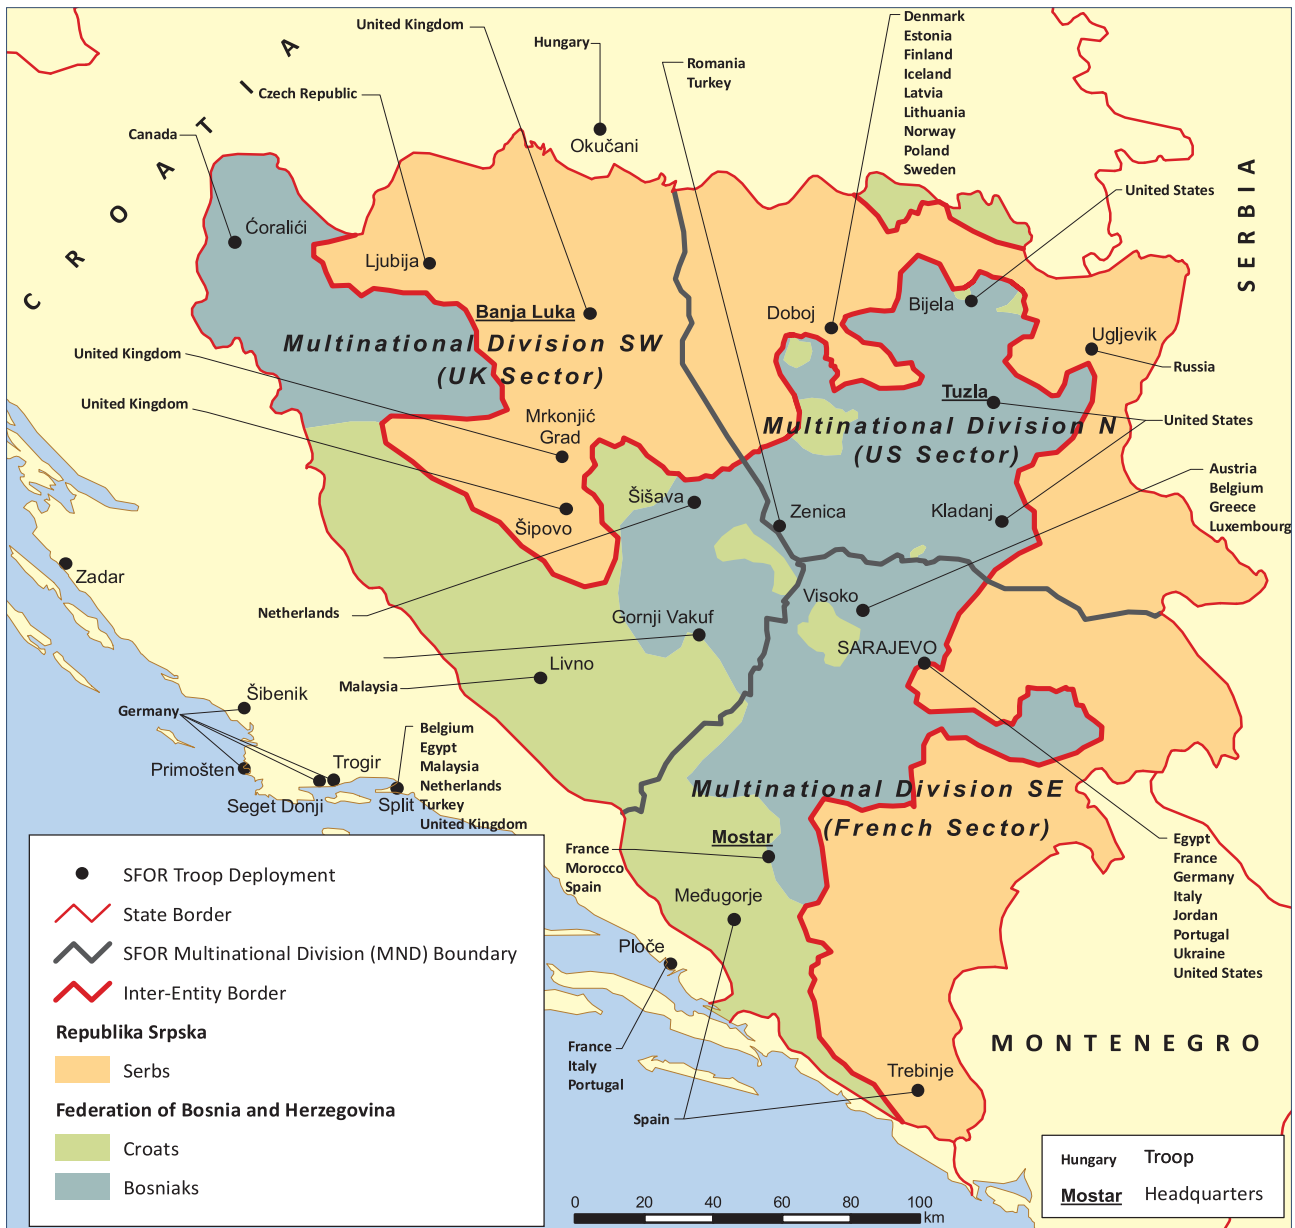 United Kingdom
Hungary
Czech Republic
Canada
Romania
Turkey
Denmark
Estonia
Finland
Iceland
Latvia
Lithuania
Norway
Poland
Sweden
United States
CROATIA
SERBIA
Okučani
Ćoralići
Ljubija
Banja Luka
Doboj
Bijela
Ugljevik
Russia
Multinational Division SW
(UK Sector)
United Kingdom
United Kingdom
Mrkonjić
Grad
Tuzla
Multinational Division N
(US Sector)
United States
Austria
Belgium
Greece
Luxembourg
Šišava
Šipovo
Zenica
Kladanj
Zadar
Netherlands
Gornji Vakuf
Visoko
SARAJEVO
Livno
Malaysia
Šibenik
Germany
Primošten
Trogir
Seget Donji
Split
Belgium
Egypt
Malaysia
Netherlands
Turkey
United Kingdom
Multinational Division SE
(French Sector)
Mostar
France
Morocco
Spain
Međugorje
Ploče
Egypt
France
Germany
Italy
Jordan
Portugal
Ukraine
United States
France
Italy
Portugal
Spain
Trebinje
MONTENEGRO
SFOR Troop Deployment
State Border
SFOR Multinational Division (MND) Boundary
Inter-Entity Border
Republika Srpska
Serbs
Federation of Bosnia and Herzegovina
Croats
Bosniaks
0 20 40 60 80 100
km
Hungary Troop
Mostar Headquarters